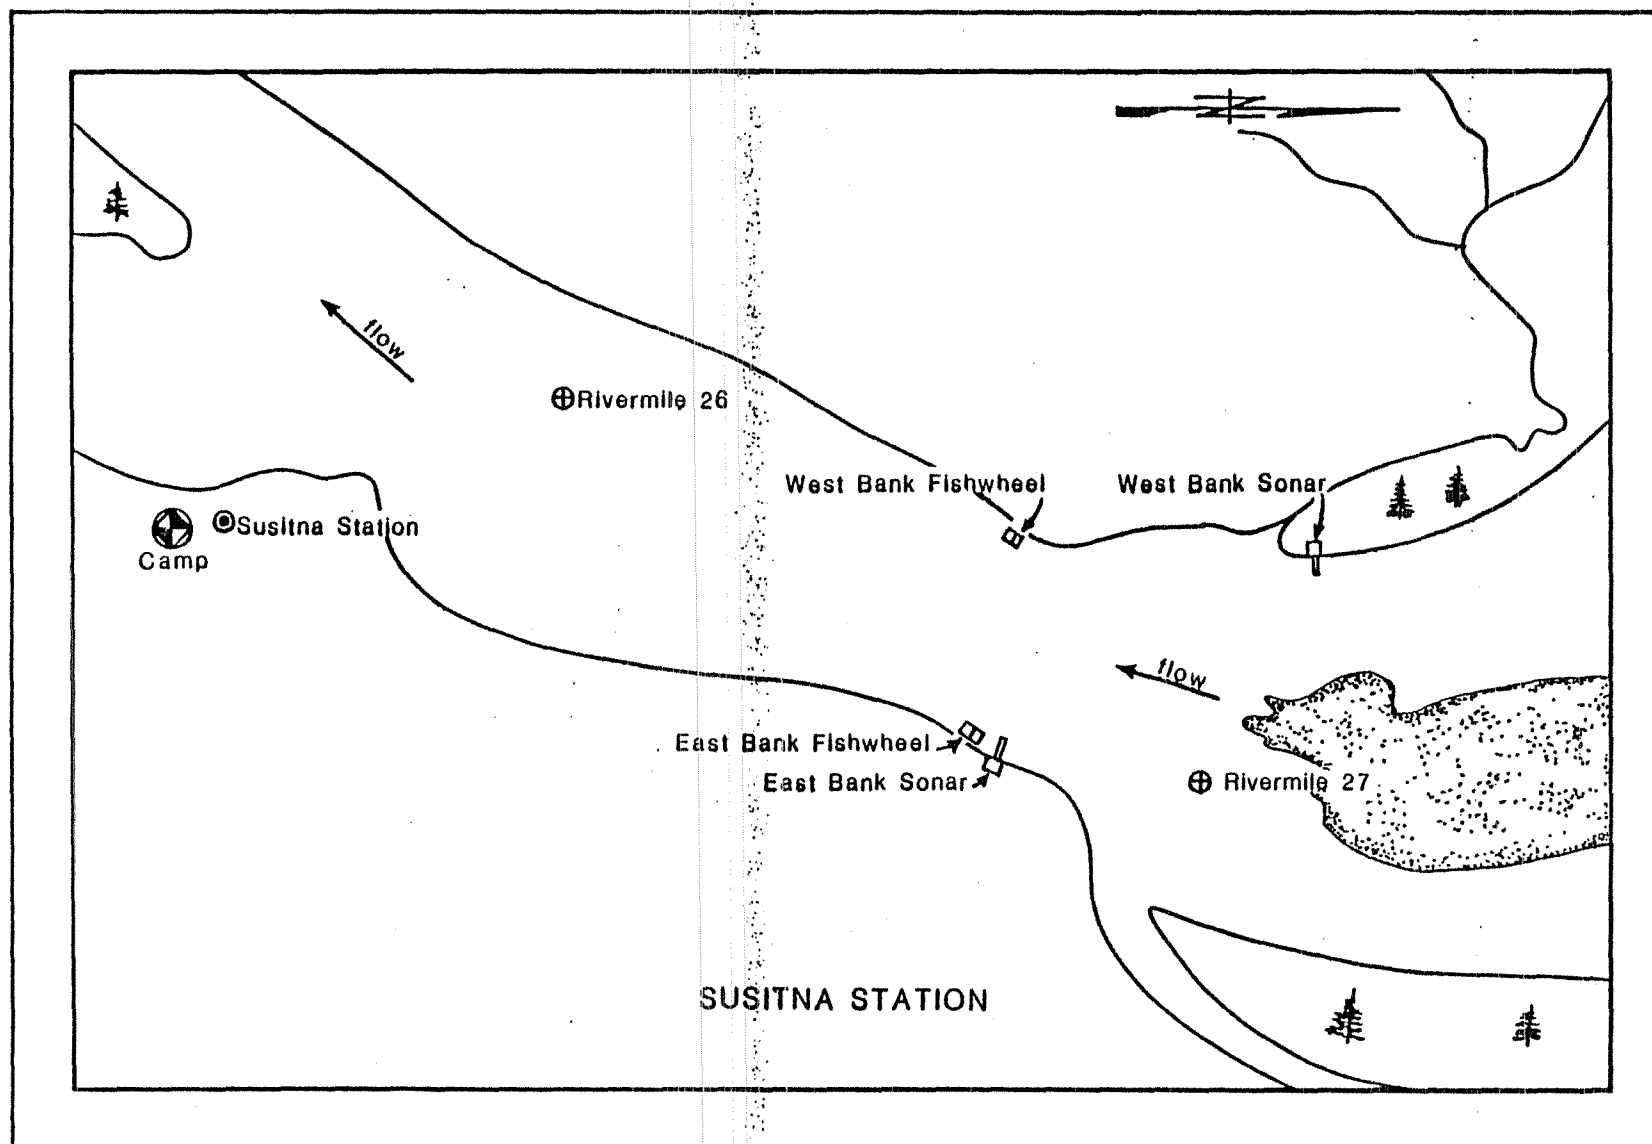 flow
Rivermile 26
West Bank Fishwheel
West Bank Sonar
Susitna Station
Camp
flow
East Bank Fishwheel
East Bank Sonar
Rivermile 27
SUSITNA STATION